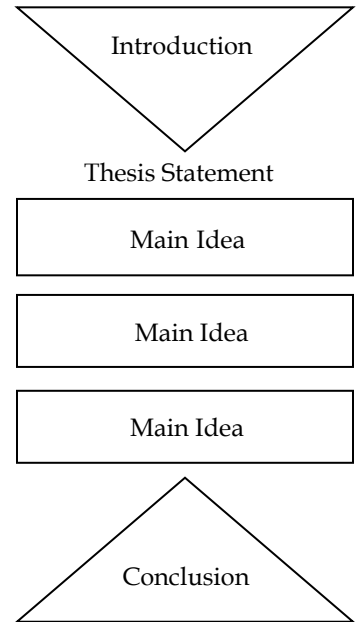 Introduction
Thesis Statement
Main Idea
Main Idea
Main Idea
Conclusion